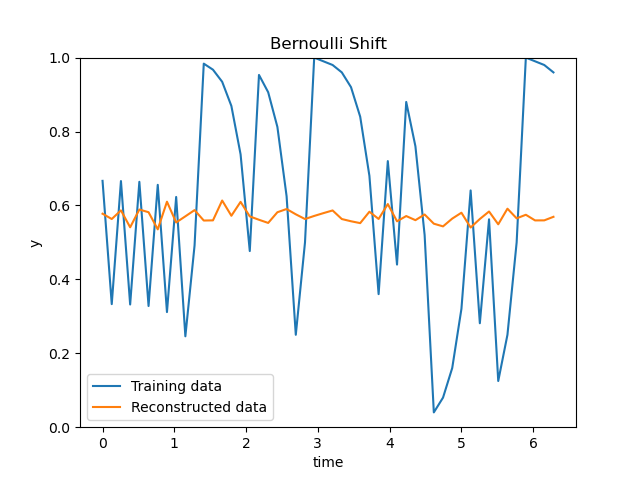 Bernoulli Shift
1.0
0.8
0.6
0.4
0.2
0.0
y
Training data
Reconstructed data
0 1 2 3 4 5 6
time